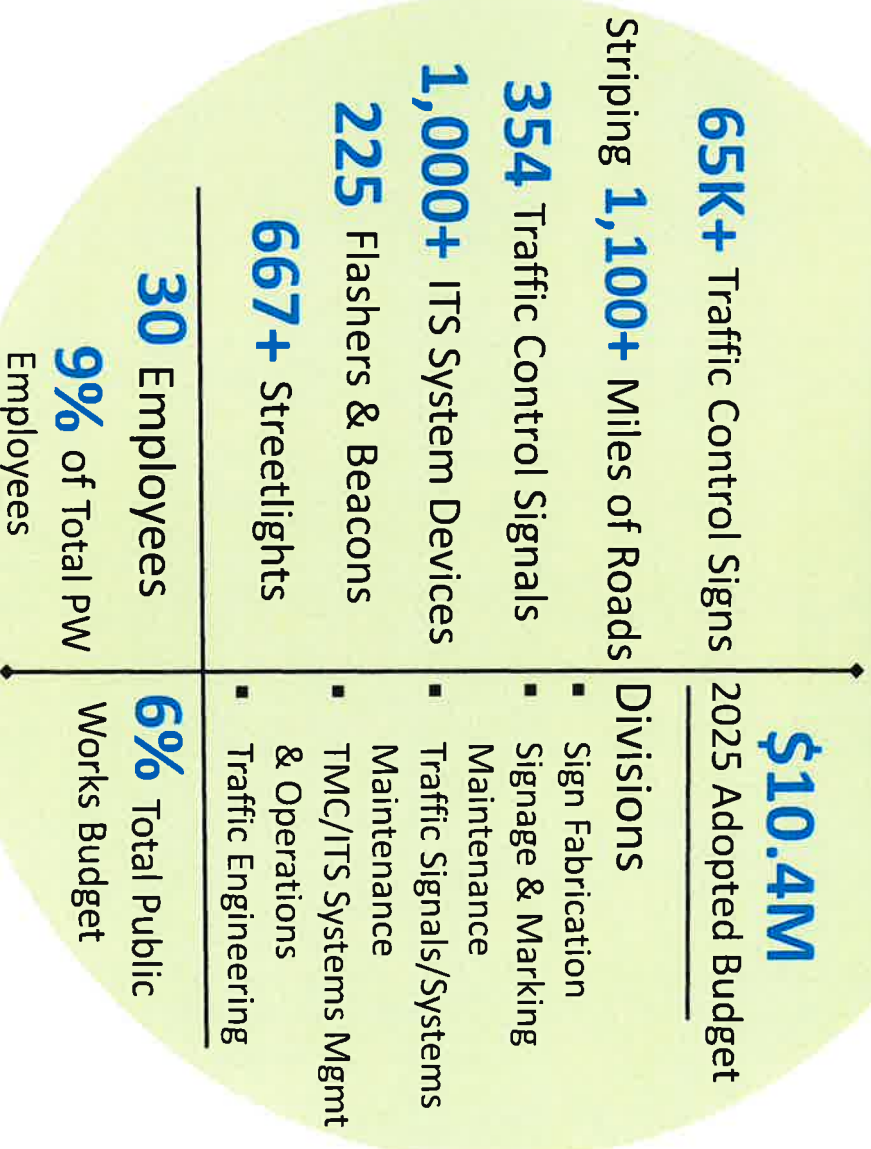 65K+ Traffic Control Signs
Striping 1,100+ Miles of Roads
354 Traffic Control Signals
1,000+ ITS System Devices
225 Flashers & Beacons
667+ Streetlights
30 Employees
9% of Total PW
Employees
$10.4M
2025 Adopted Budget
Divisions
▪ Sign Fabrication
▪ Signage & Marking
Maintenance
▪ Traffic Signals/Systems
Maintenance
▪ TMC/ITS Systems Mgmt
& Operations
▪ Traffic Engineering
6% Total Public
Works Budget